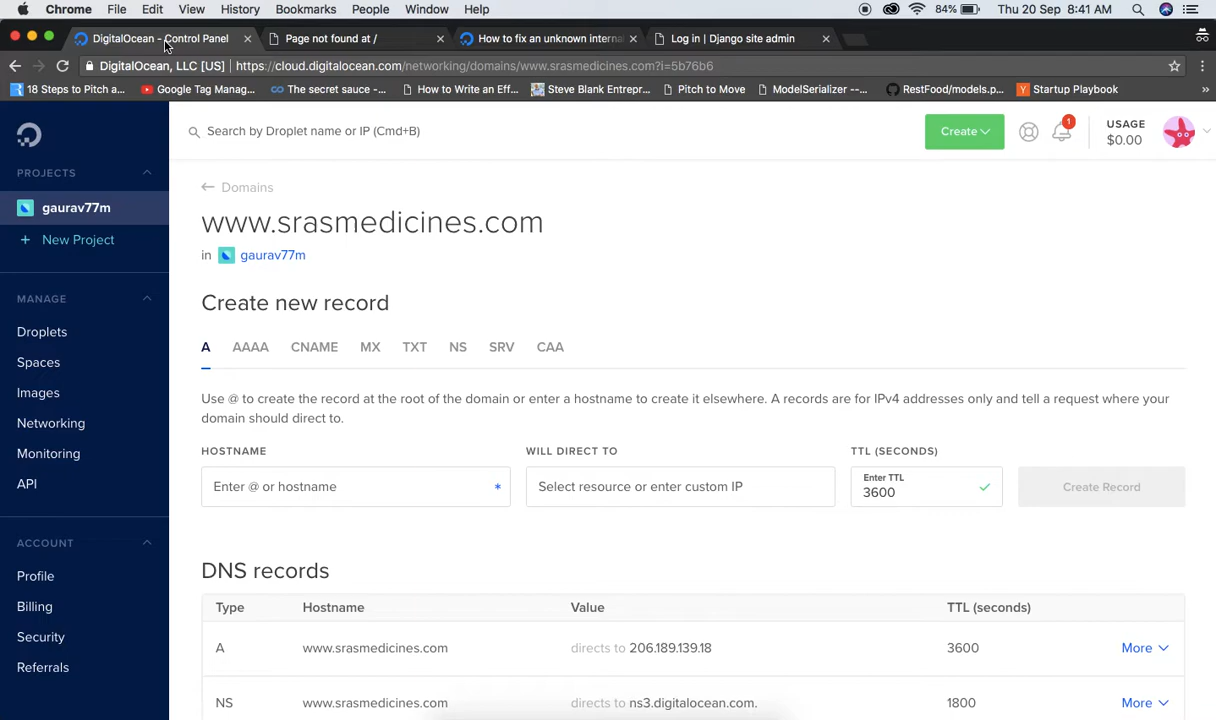 Chrome File Edit View History Bookmarks People Window Help 84% Thu 20 Sep 8:41 AM
DigitalOcean - Control Panel Page not found at / How to fix an unknown interna Log in | Django site admin
DigitalOcean, LLC [US] https://cloud.digitalocean.com/networking/domains/www.srasmedicines.com?i=5b76b6
18 Steps to Pitch a... Google Tag Manag... The secret sauce -... How to Write an Eff... Steve Blank Entrepr... Pitch to Move ModelSerializer --... RestFood/models.p... Startup Playbook »
Search by Droplet name or IP (Cmd+B) Create 1 USAGE
$0.00
PROJECTS
gaurav77m
+ New Project
MANAGE
Droplets
Spaces
Images
Networking
Monitoring
API
ACCOUNT
Profile
Billing
Security
Referrals
← Domains
www.srasmedicines.com
in gaurav77m
Create new record
A AAAA CNAME MX TXT NS SRV CAA
Use @ to create the record at the root of the domain or enter a hostname to create it elsewhere. A records are for IPv4 addresses only and tell a request where your
domain should direct to.
HOSTNAME WILL DIRECT TO TTL (SECONDS)
Enter @ or hostname * Select resource or enter custom IP Enter TTL
3600 Create Record
DNS records
Type Hostname Value TTL (seconds)
A www.srasmedicines.com directs to 206.189.139.18 3600 More
NS www.srasmedicines.com directs to ns3.digitalocean.com. 1800 More